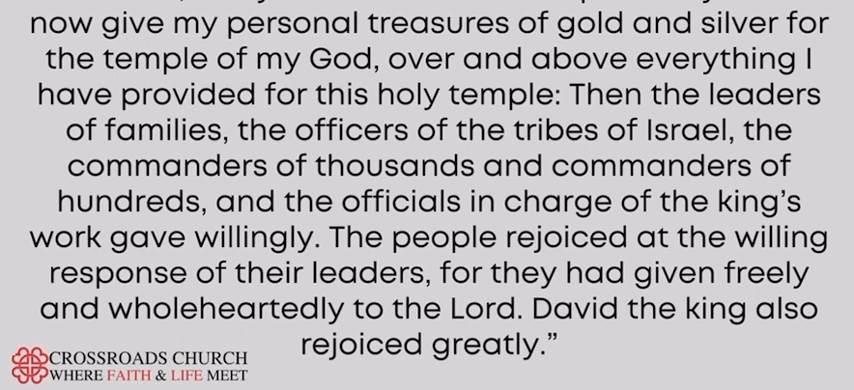 now give my personal treasures of gold and silver for
the temple of my God, over and above everything I
have provided for this holy temple: Then the leaders
of families, the officers of the tribes of Israel, the
commanders of thousands and commanders of
hundreds, and the officials in charge of the king’s
work gave willingly. The people rejoiced at the willing
response of their leaders, for they had given freely
and wholeheartedly to the Lord. David the king also
rejoiced greatly.”
CROSSROADS CHURCH
WHERE FAITH & LIFE MEET